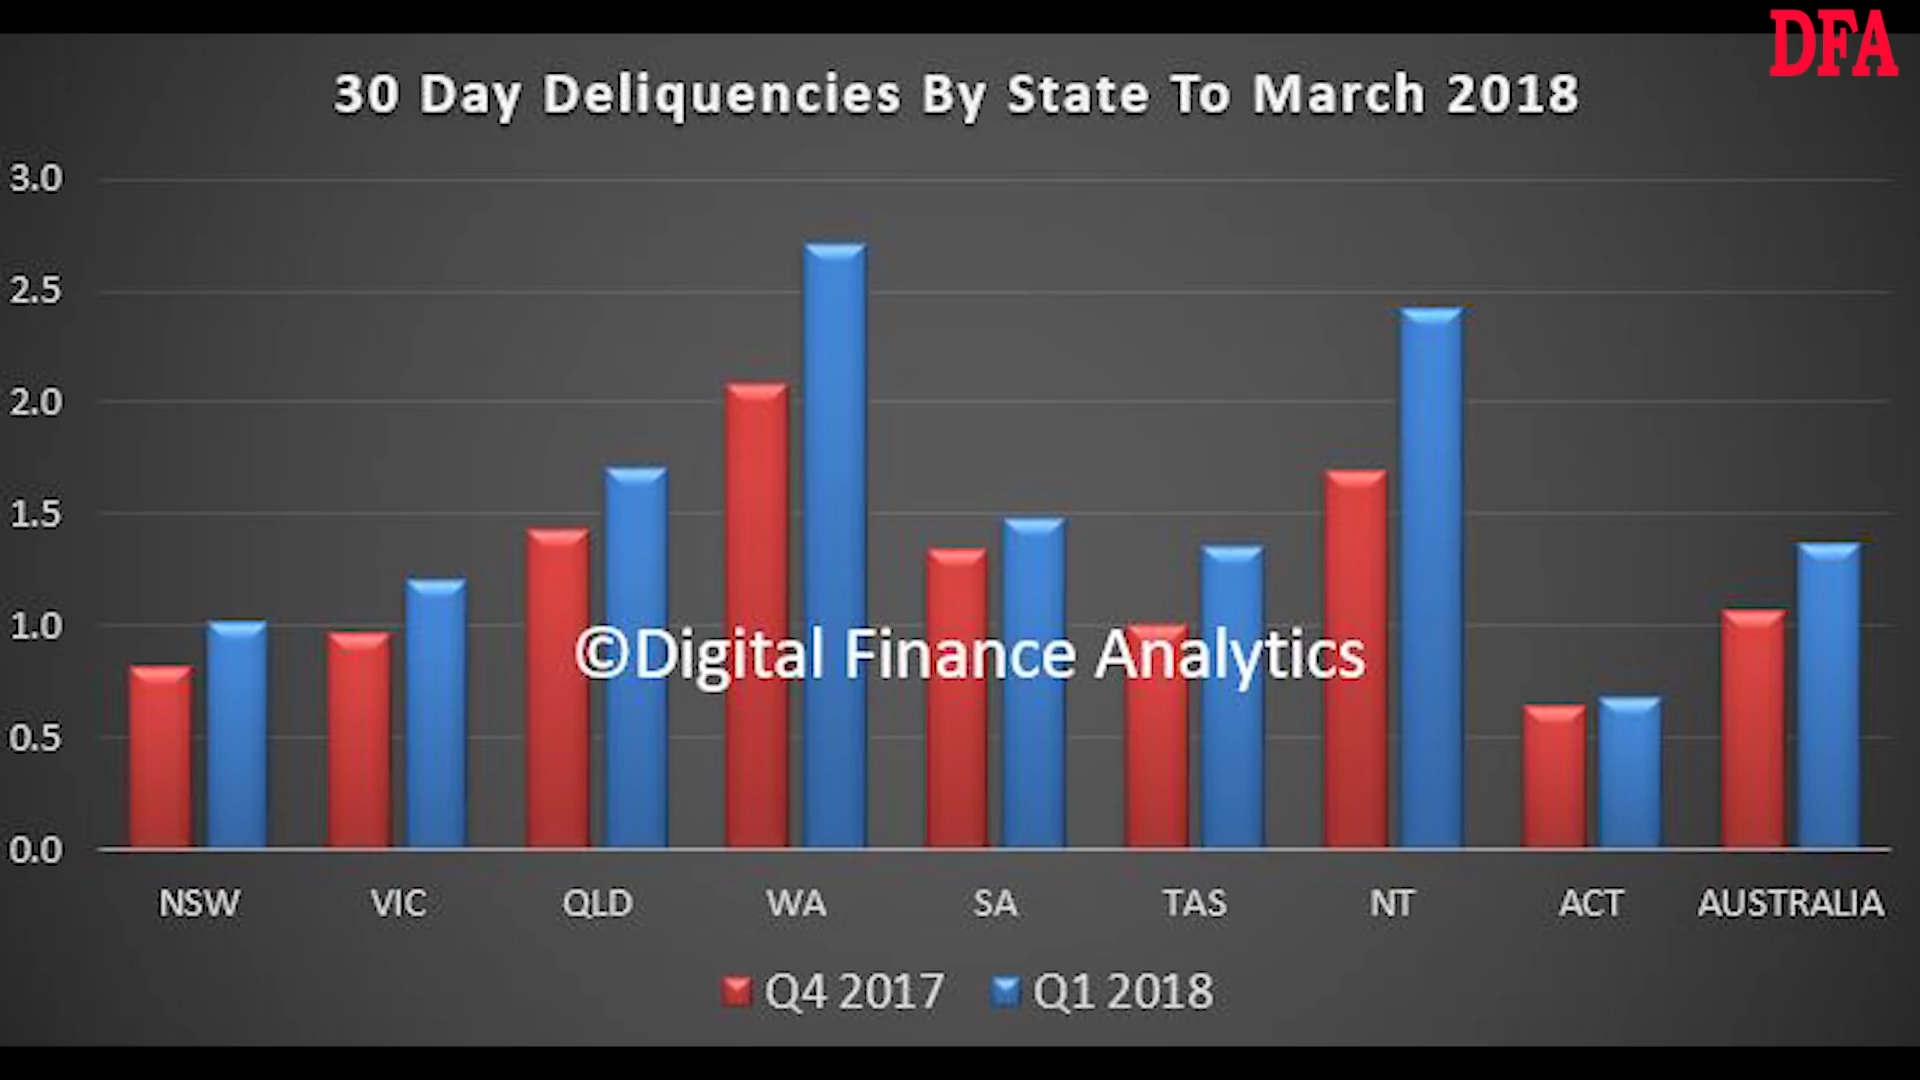 DFA
30 Day Deliquencies By State To March 2018
3.0
2.5
2.0
1.5
1.0
0.5
0.0
©Digital Finance Analytics
NSW VIC QLD WA SA TAS NT ACT AUSTRALIA
Q4 2017 Q1 2018